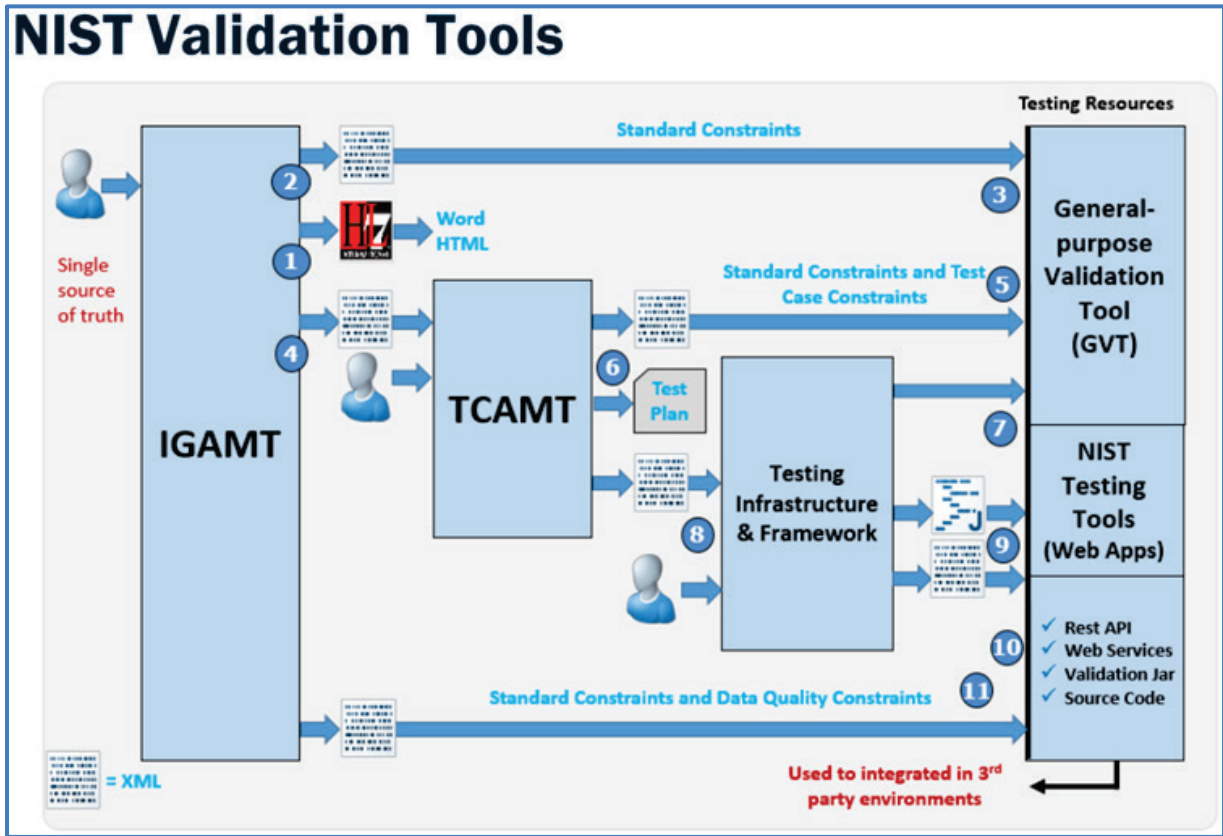 NIST Validation Tools
Testing Resources
Standard Constraints
2
3
General-
purpose
Validation
Tool
(GVT)
Single
source
of truth
1
HL7
Word
HTML
Standard Constraints and Test
Case Constraints
5
4
IGAMT
TCAMT
6
Test
Plan
7
Testing
Infrastructure
& Framework
8
J
9
NIST
Testing
Tools
(Web Apps)
10
✓ Rest API
✓ Web Services
✓ Validation Jar
✓ Source Code
Standard Constraints and Data Quality Constraints
11
= XML
Used to integrated in 3rd
party environments